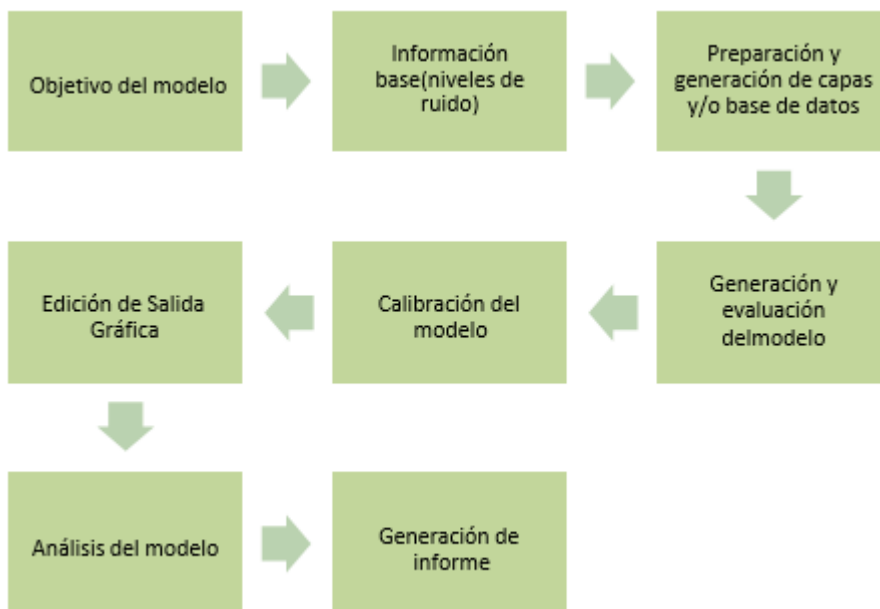 Objetivo del modelo
Información
base(niveles de
ruido)
Preparación y
generación de capas
y/o base de datos
Generación y
evaluación
delmodelo
Calibración del
modelo
Edición de Salida
Gráfica
Análisis del modelo
Generación de
informe